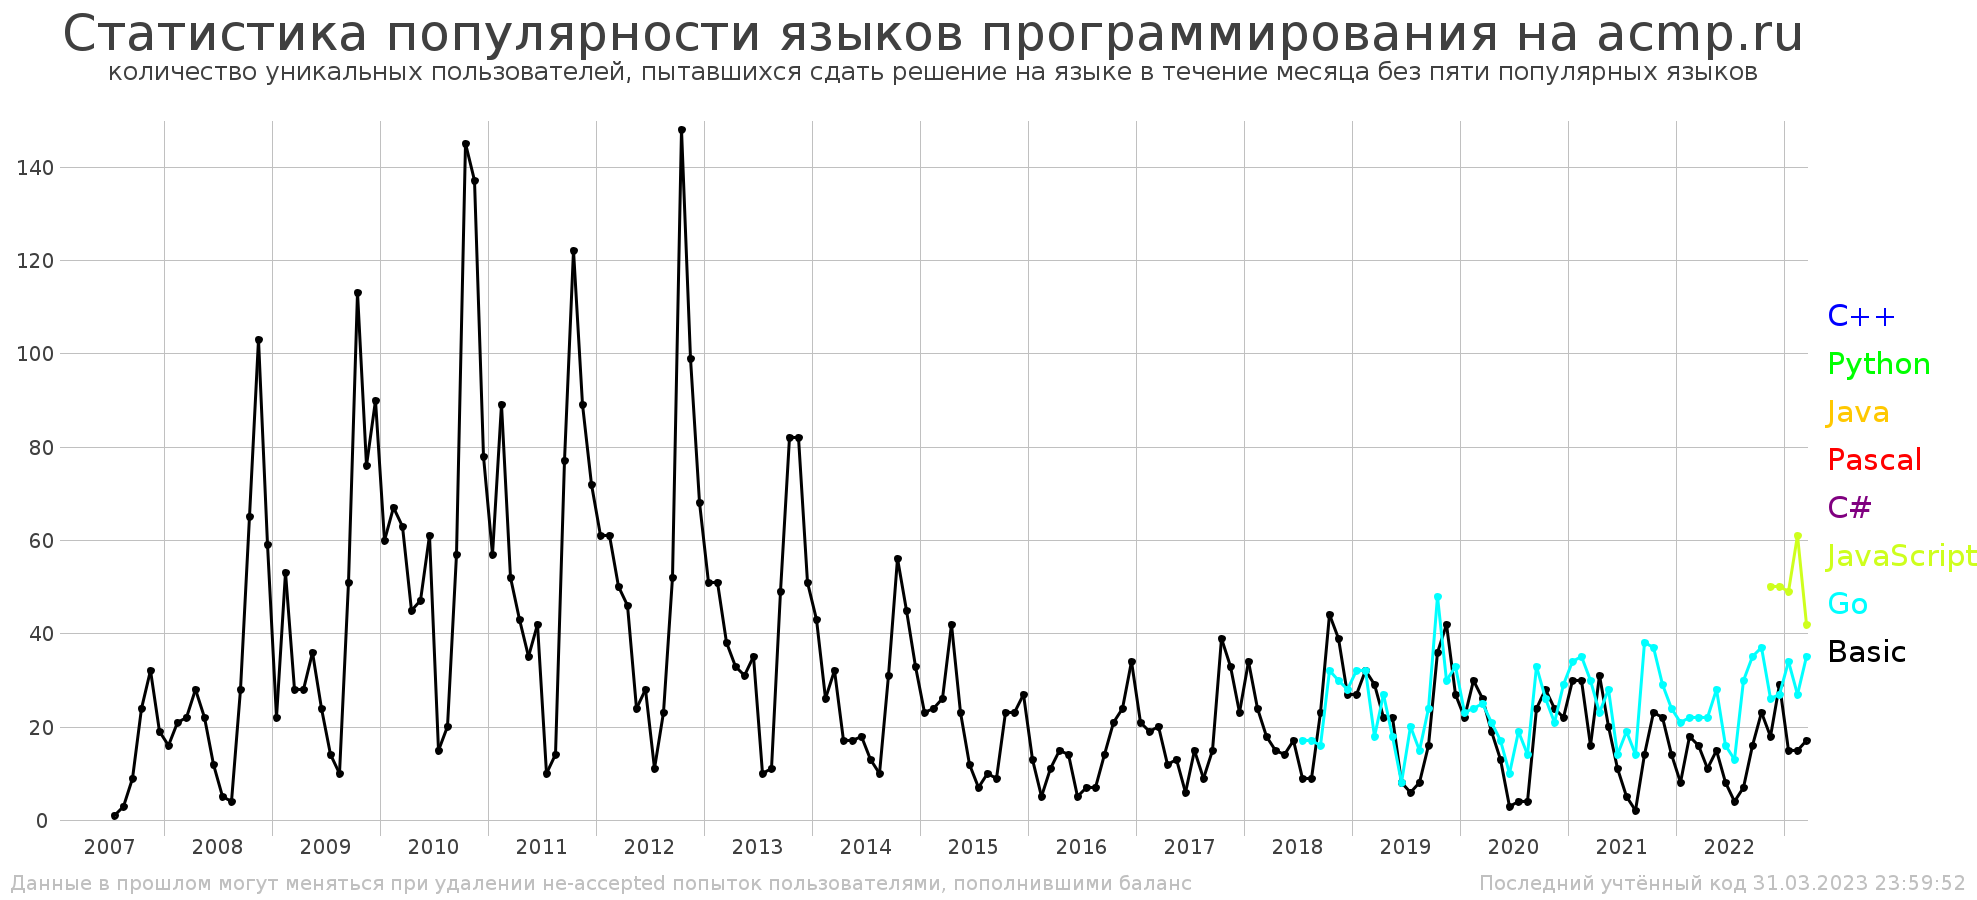 Статистика популярности языков программирования на acmp.ru
количество уникальных пользователей, пытавшихся сдать решение на языке в течение месяца без пяти популярных языков
140
120
100
80
60
40
20
0
C++
Python
Java
Pascal
C#
JavaScript
Go
Basic
2007 2008 2009 2010 2011 2012 2013 2014 2015 2016 2017 2018 2019 2020 2021 2022
Данные в прошлом могут меняться при удалении не-accepted попыток пользователями, пополнившими баланс
Последний учтённый код 31.03.2023 23:59:52